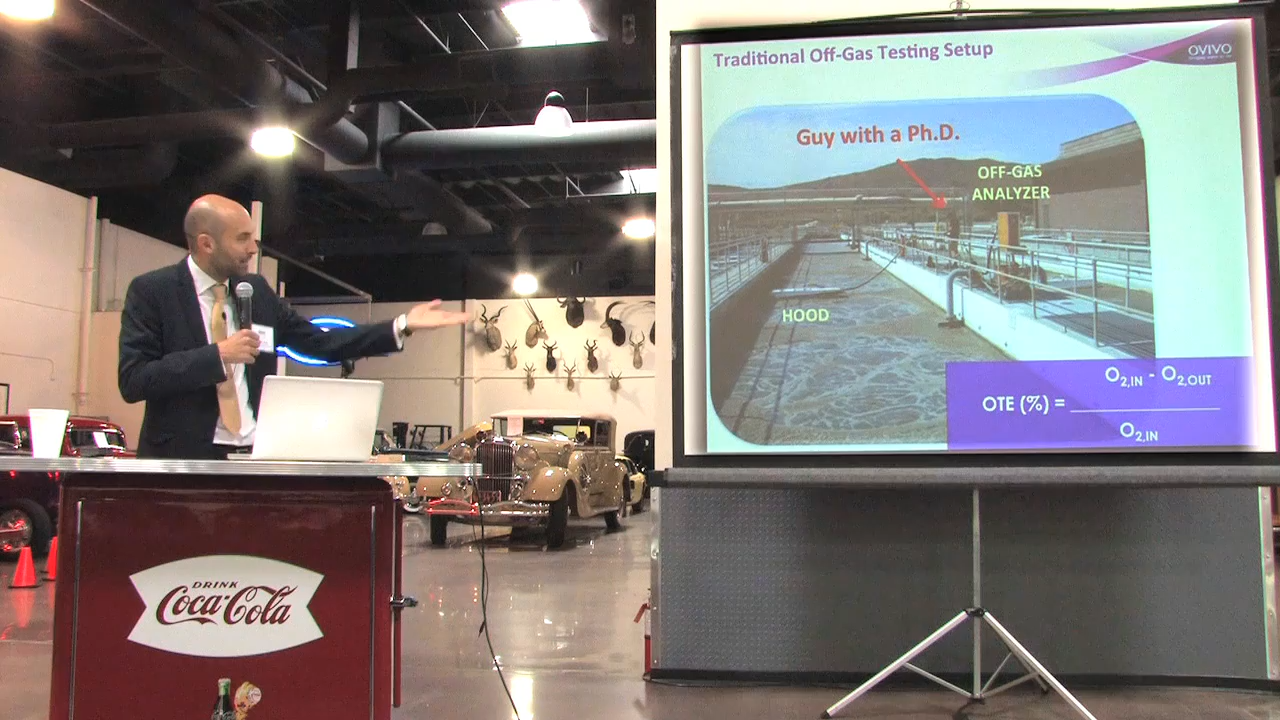 Traditional Off-Gas Testing Setup
OVIVO
Guy with a Ph.D.
OFF-GAS
ANALYZER
HOOD
O2,IN - O2,OUT
OTE (%) =
O2,IN
DRINK
Coca-Cola